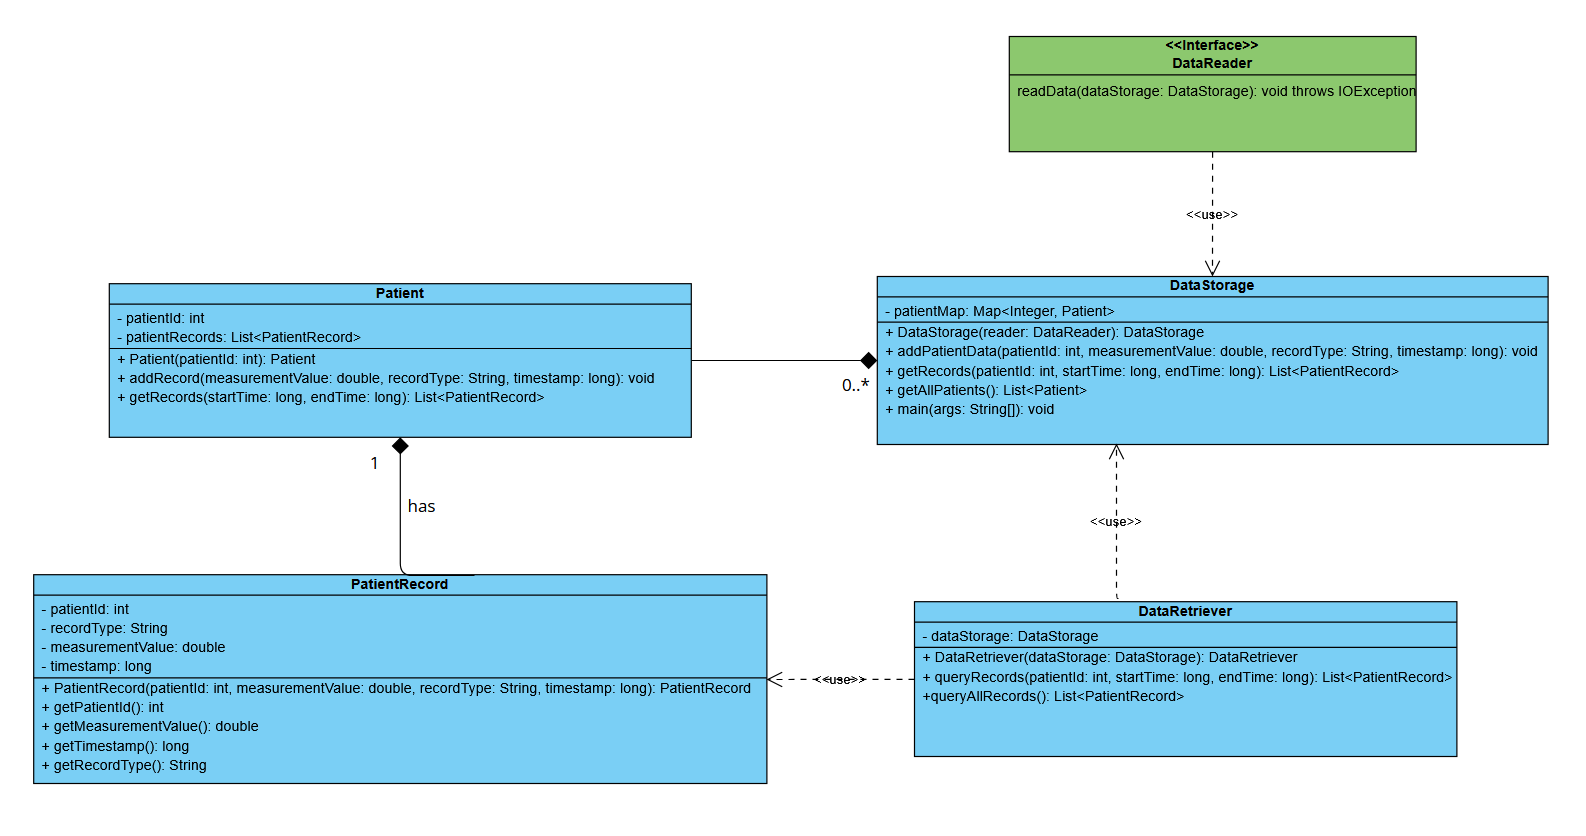 <<Interface>>
DataReader
readData(dataStorage: DataStorage): void throws IOException
<<use>>
Patient
- patientId: int
- patientRecords: List<PatientRecord>
+ Patient(patientId: int): Patient
+ addRecord(measurementValue: double, recordType: String, timestamp: long): void
+ getRecords(startTime: long, endTime: long): List<PatientRecord>
DataStorage
- patientMap: Map<Integer, Patient>
+ DataStorage(reader: DataReader): DataStorage
+ addPatientData(patientId: int, measurementValue: double, recordType: String, timestamp: long): void
+ getRecords(patientId: int, startTime: long, endTime: long): List<PatientRecord>
+ getAllPatients(): List<Patient>
+ main(args: String[]): void
0..*
1
has
<<use>>
PatientRecord
- patientId: int
- recordType: String
- measurementValue: double
- timestamp: long
+ PatientRecord(patientId: int, measurementValue: double, recordType: String, timestamp: long): PatientRecord
+ getPatientId(): int
+ getMeasurementValue(): double
+ getTimestamp(): long
+ getRecordType(): String
<<use>>
DataRetriever
- dataStorage: DataStorage
+ DataRetriever(dataStorage: DataStorage): DataRetriever
+ queryRecords(patientId: int, startTime: long, endTime: long): List<PatientRecord>
+queryAllRecords(): List<PatientRecord>